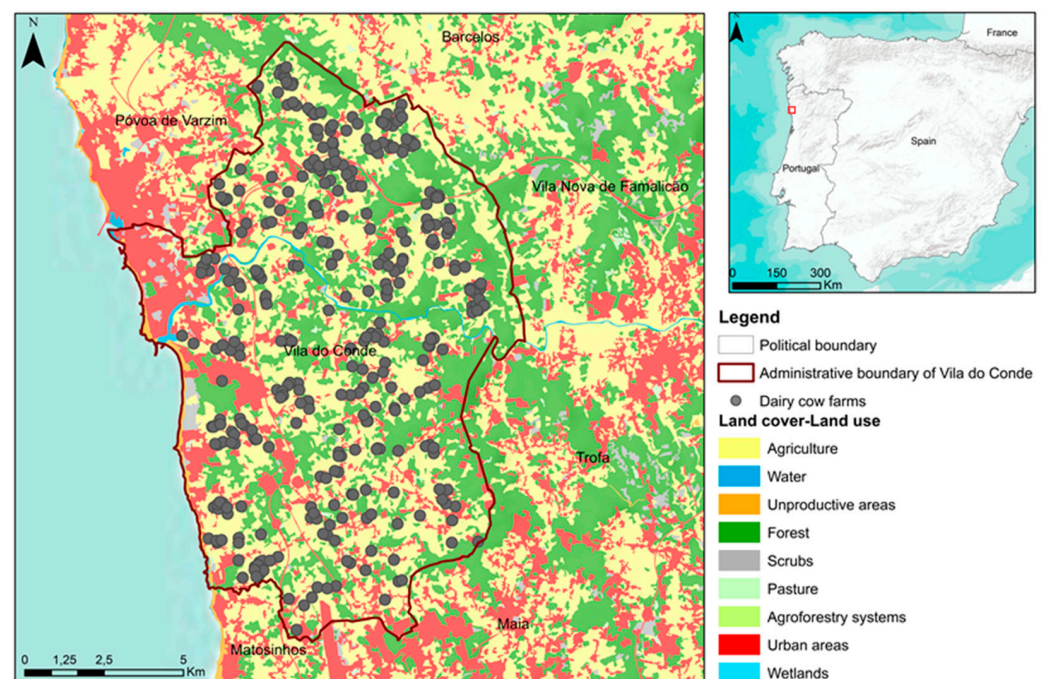 N
Barcelos
Póvoa de Varzim
Vila Nova de Famalicão
Vila do Conde
Trofa
Maia
Matosinhos
0 1,25 2,5 5
Km
N
France
Spain
Portugal
0 150 300
Km
Legend
Political boundary
Administrative boundary of Vila do Conde
Dairy cow farms
Land cover-Land use
Agriculture
Water
Unproductive areas
Forest
Scrubs
Pasture
Agroforestry systems
Urban areas
Wetlands